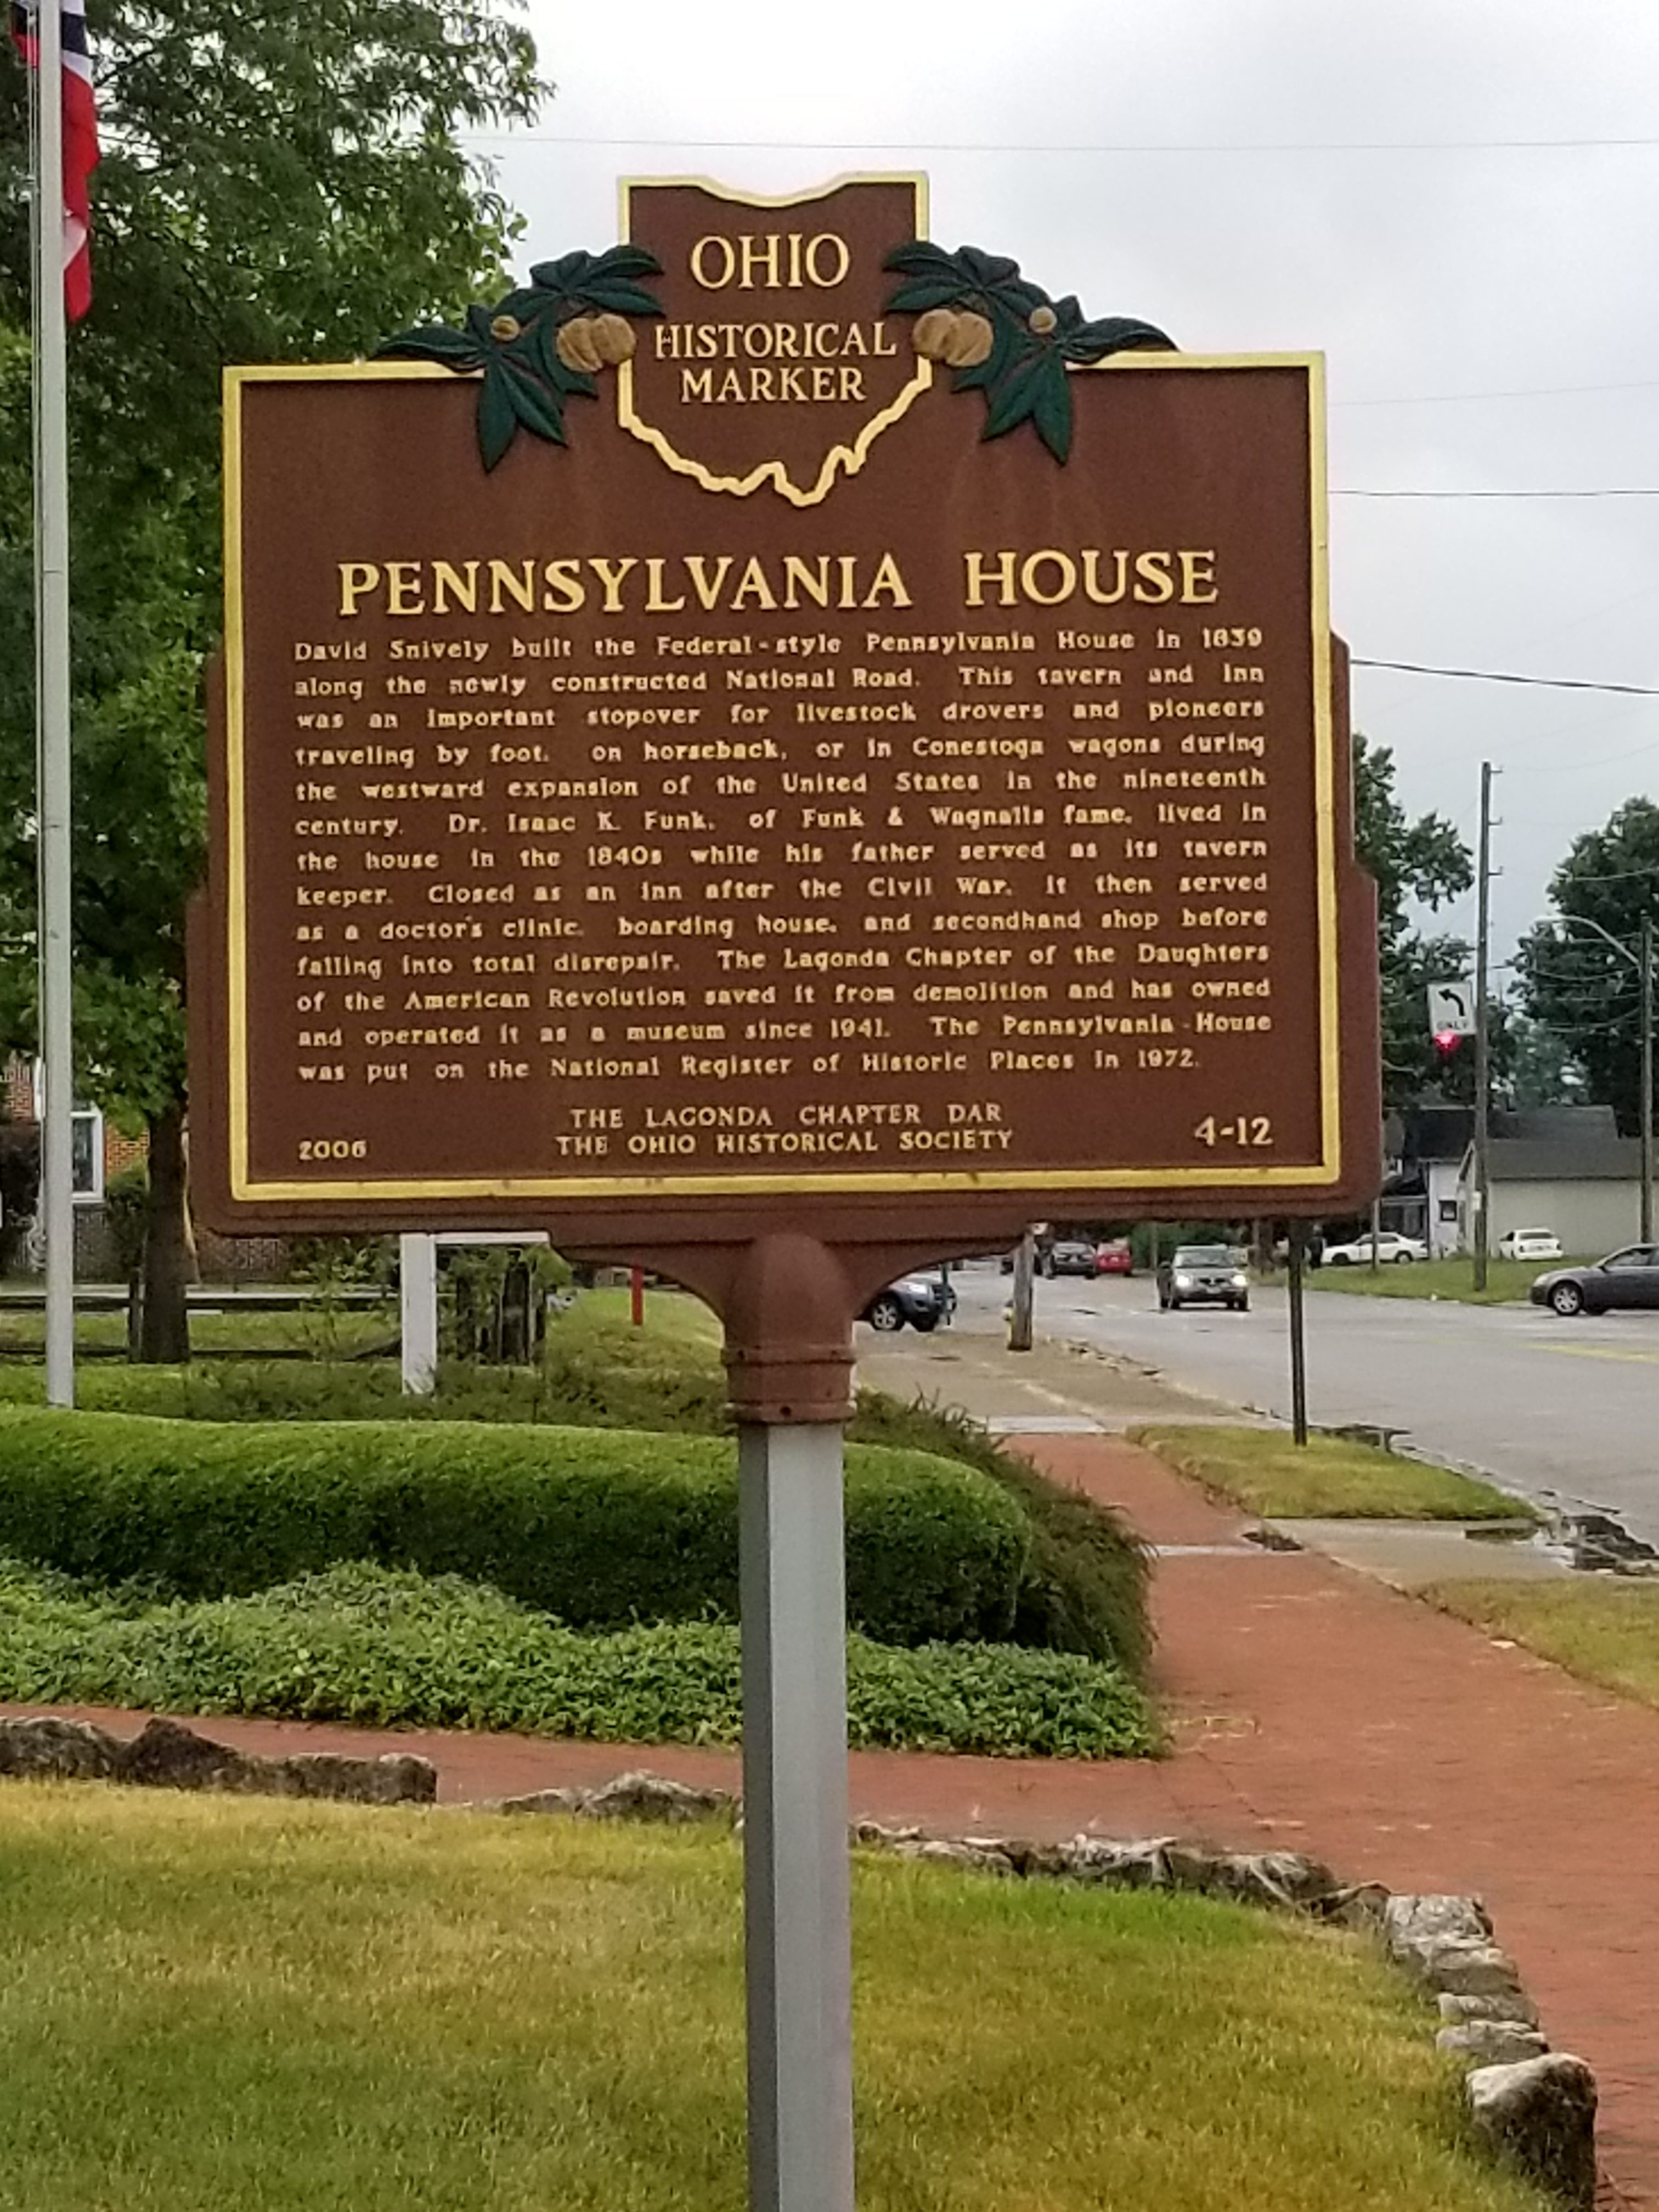 OHIO
HISTORICAL
MARKER
PENNSYLVANIA HOUSE
David Snively built the Federal-style Pennsylvania House in 1839
along the newly constructed National Road. This tavern and inn
was an important stopover for livestock drovers and pioneers
traveling by foot, on horseback, or in Conestoga wagons during
the westward expansion of the United States in the nineteenth
century. Dr. Isaac K. Funk, of Funk & Wagnalls fame, lived in
the house in the 1840s while his father served as its tavern
keeper. Closed as an inn after the Civil War, it then served
as a doctor's clinic, boarding house, and secondhand shop before
falling into total disrepair. The Lagonda Chapter of the Daughters
of the American Revolution saved it from demolition and has owned
and operated it as a museum since 1941. The Pennsylvania House
was put on the National Register of Historic Places in 1972.
THE LAGONDA CHAPTER DAR
THE OHIO HISTORICAL SOCIETY
2006
4-12
ONLY